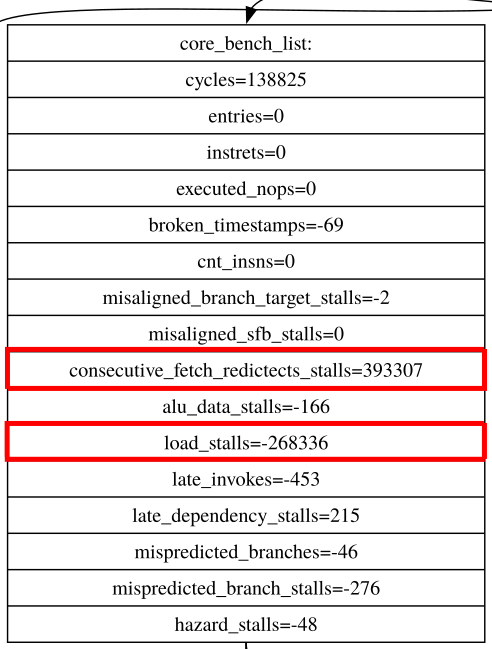 core_bench_list:
cycles=138825
entries=0
instrets=0
executed_nops=0
broken_timestamps=-69
cnt_insns=0
misaligned_branch_target_stalls=-2
misaligned_sfb_stalls=0
consecutive_fetch_redictects_stalls=393307
alu_data_stalls=-166
load_stalls=-268336
late_invokes=-453
late_dependency_stalls=215
mispredicted_branches=-46
mispredicted_branch_stalls=-276
hazard_stalls=-48